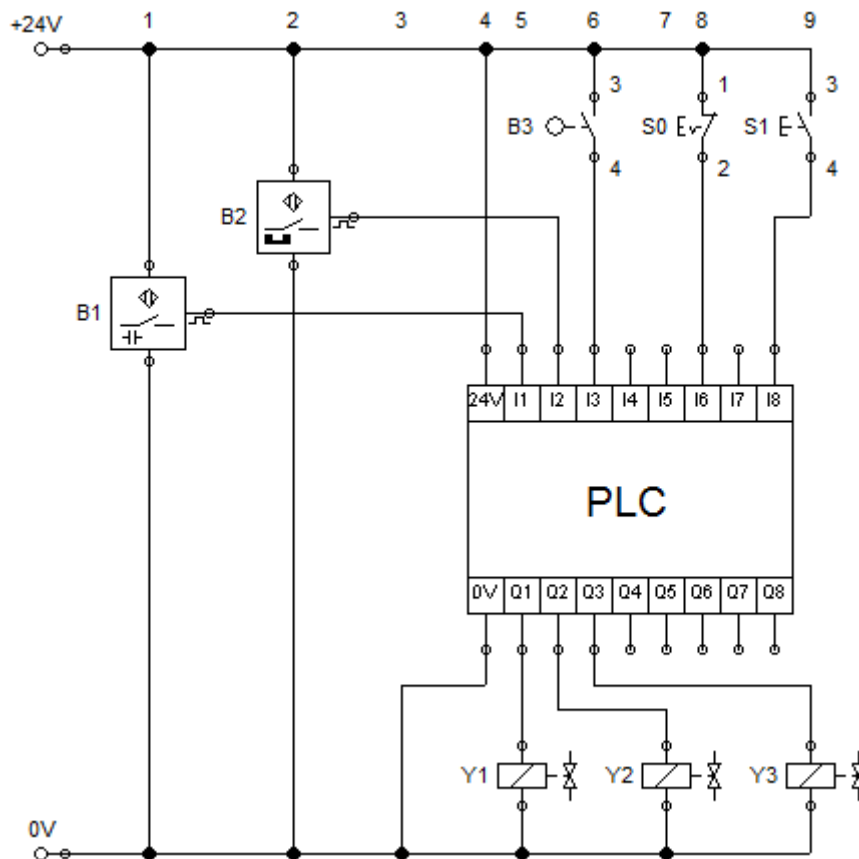 +24V 1 2 3 4 5 6 7 8 9
3 1 3
B3 S0 S1
4 2 4
B2
B1
24V I1 I2 I3 I4 I5 I6 I7 I8
PLC
0V Q1 Q2 Q3 Q4 Q5 Q6 Q7 Q8
Y1 Y2 Y3
0V